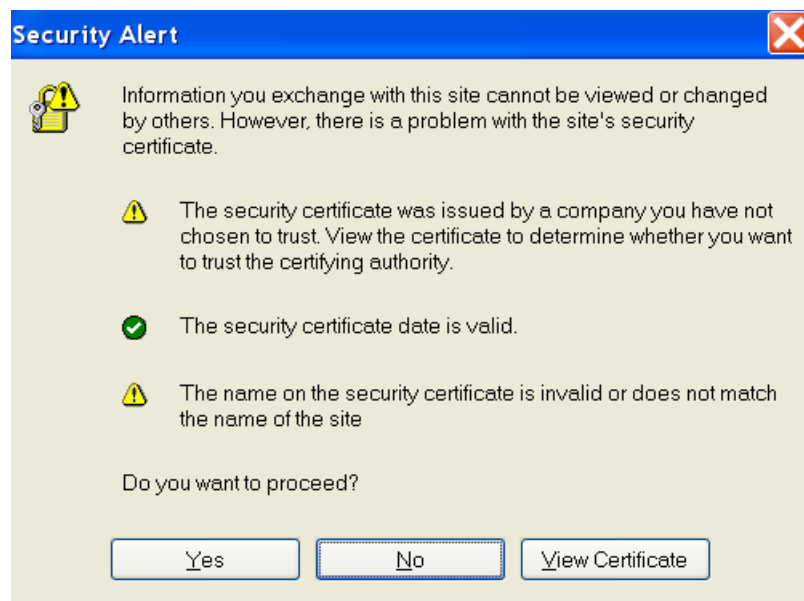 Security Alert
Information you exchange with this site cannot be viewed or changed
by others. However, there is a problem with the site's security
certificate.
The security certificate was issued by a company you have not
chosen to trust. View the certificate to determine whether you want
to trust the certifying authority.
The security certificate date is valid.
The name on the security certificate is invalid or does not match
the name of the site
Do you want to proceed?
Yes No View Certificate